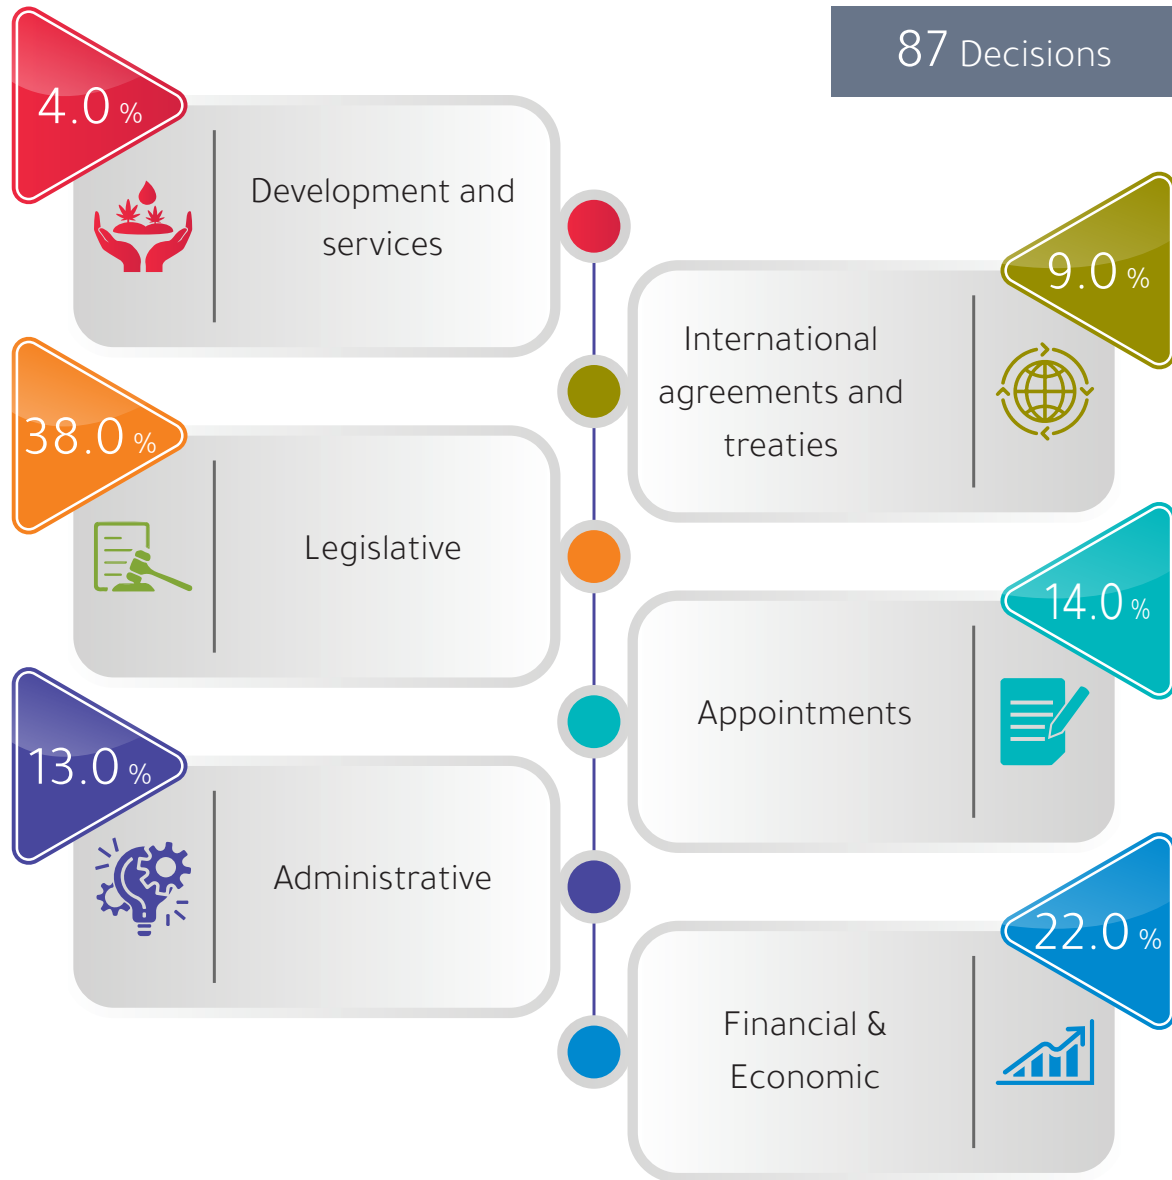 87 Decisions
4.0 %
Development and
services
9.0 %
International
agreements and
treaties
38.0 %
Legislative
14.0 %
Appointments
13.0 %
Administrative
22.0 %
Financial &
Economic